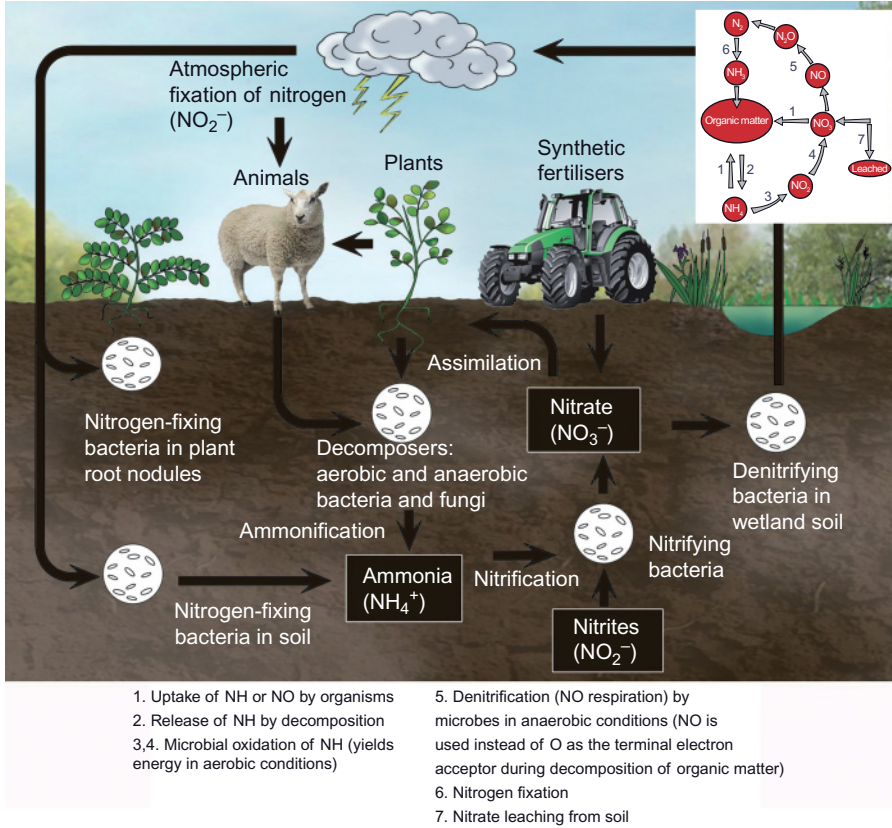 Atmospheric
fixation of nitrogen
(NO₂⁻)
Animals
Plants
Synthetic
fertilisers
N₂
N₂O
6
NH₃
5
NO
Organic matter
1
NO₃
7
4
Leached
1
2
NO₂
3
NH₄
Assimilation
Nitrogen-fixing
bacteria in plant
root nodules
Decomposers:
aerobic and anaerobic
bacteria and fungi
Nitrate
(NO₃⁻)
Denitrifying
bacteria in
wetland soil
Ammonification
Ammonia
(NH₄⁺)
Nitrification
Nitrifying
bacteria
Nitrogen-fixing
bacteria in soil
Nitrites
(NO₂⁻)
1. Uptake of NH or NO by organisms
2. Release of NH by decomposition
3,4. Microbial oxidation of NH (yields
energy in aerobic conditions)
5. Denitrification (NO respiration) by
microbes in anaerobic conditions (NO is
used instead of O as the terminal electron
acceptor during decomposition of organic matter)
6. Nitrogen fixation
7. Nitrate leaching from soil